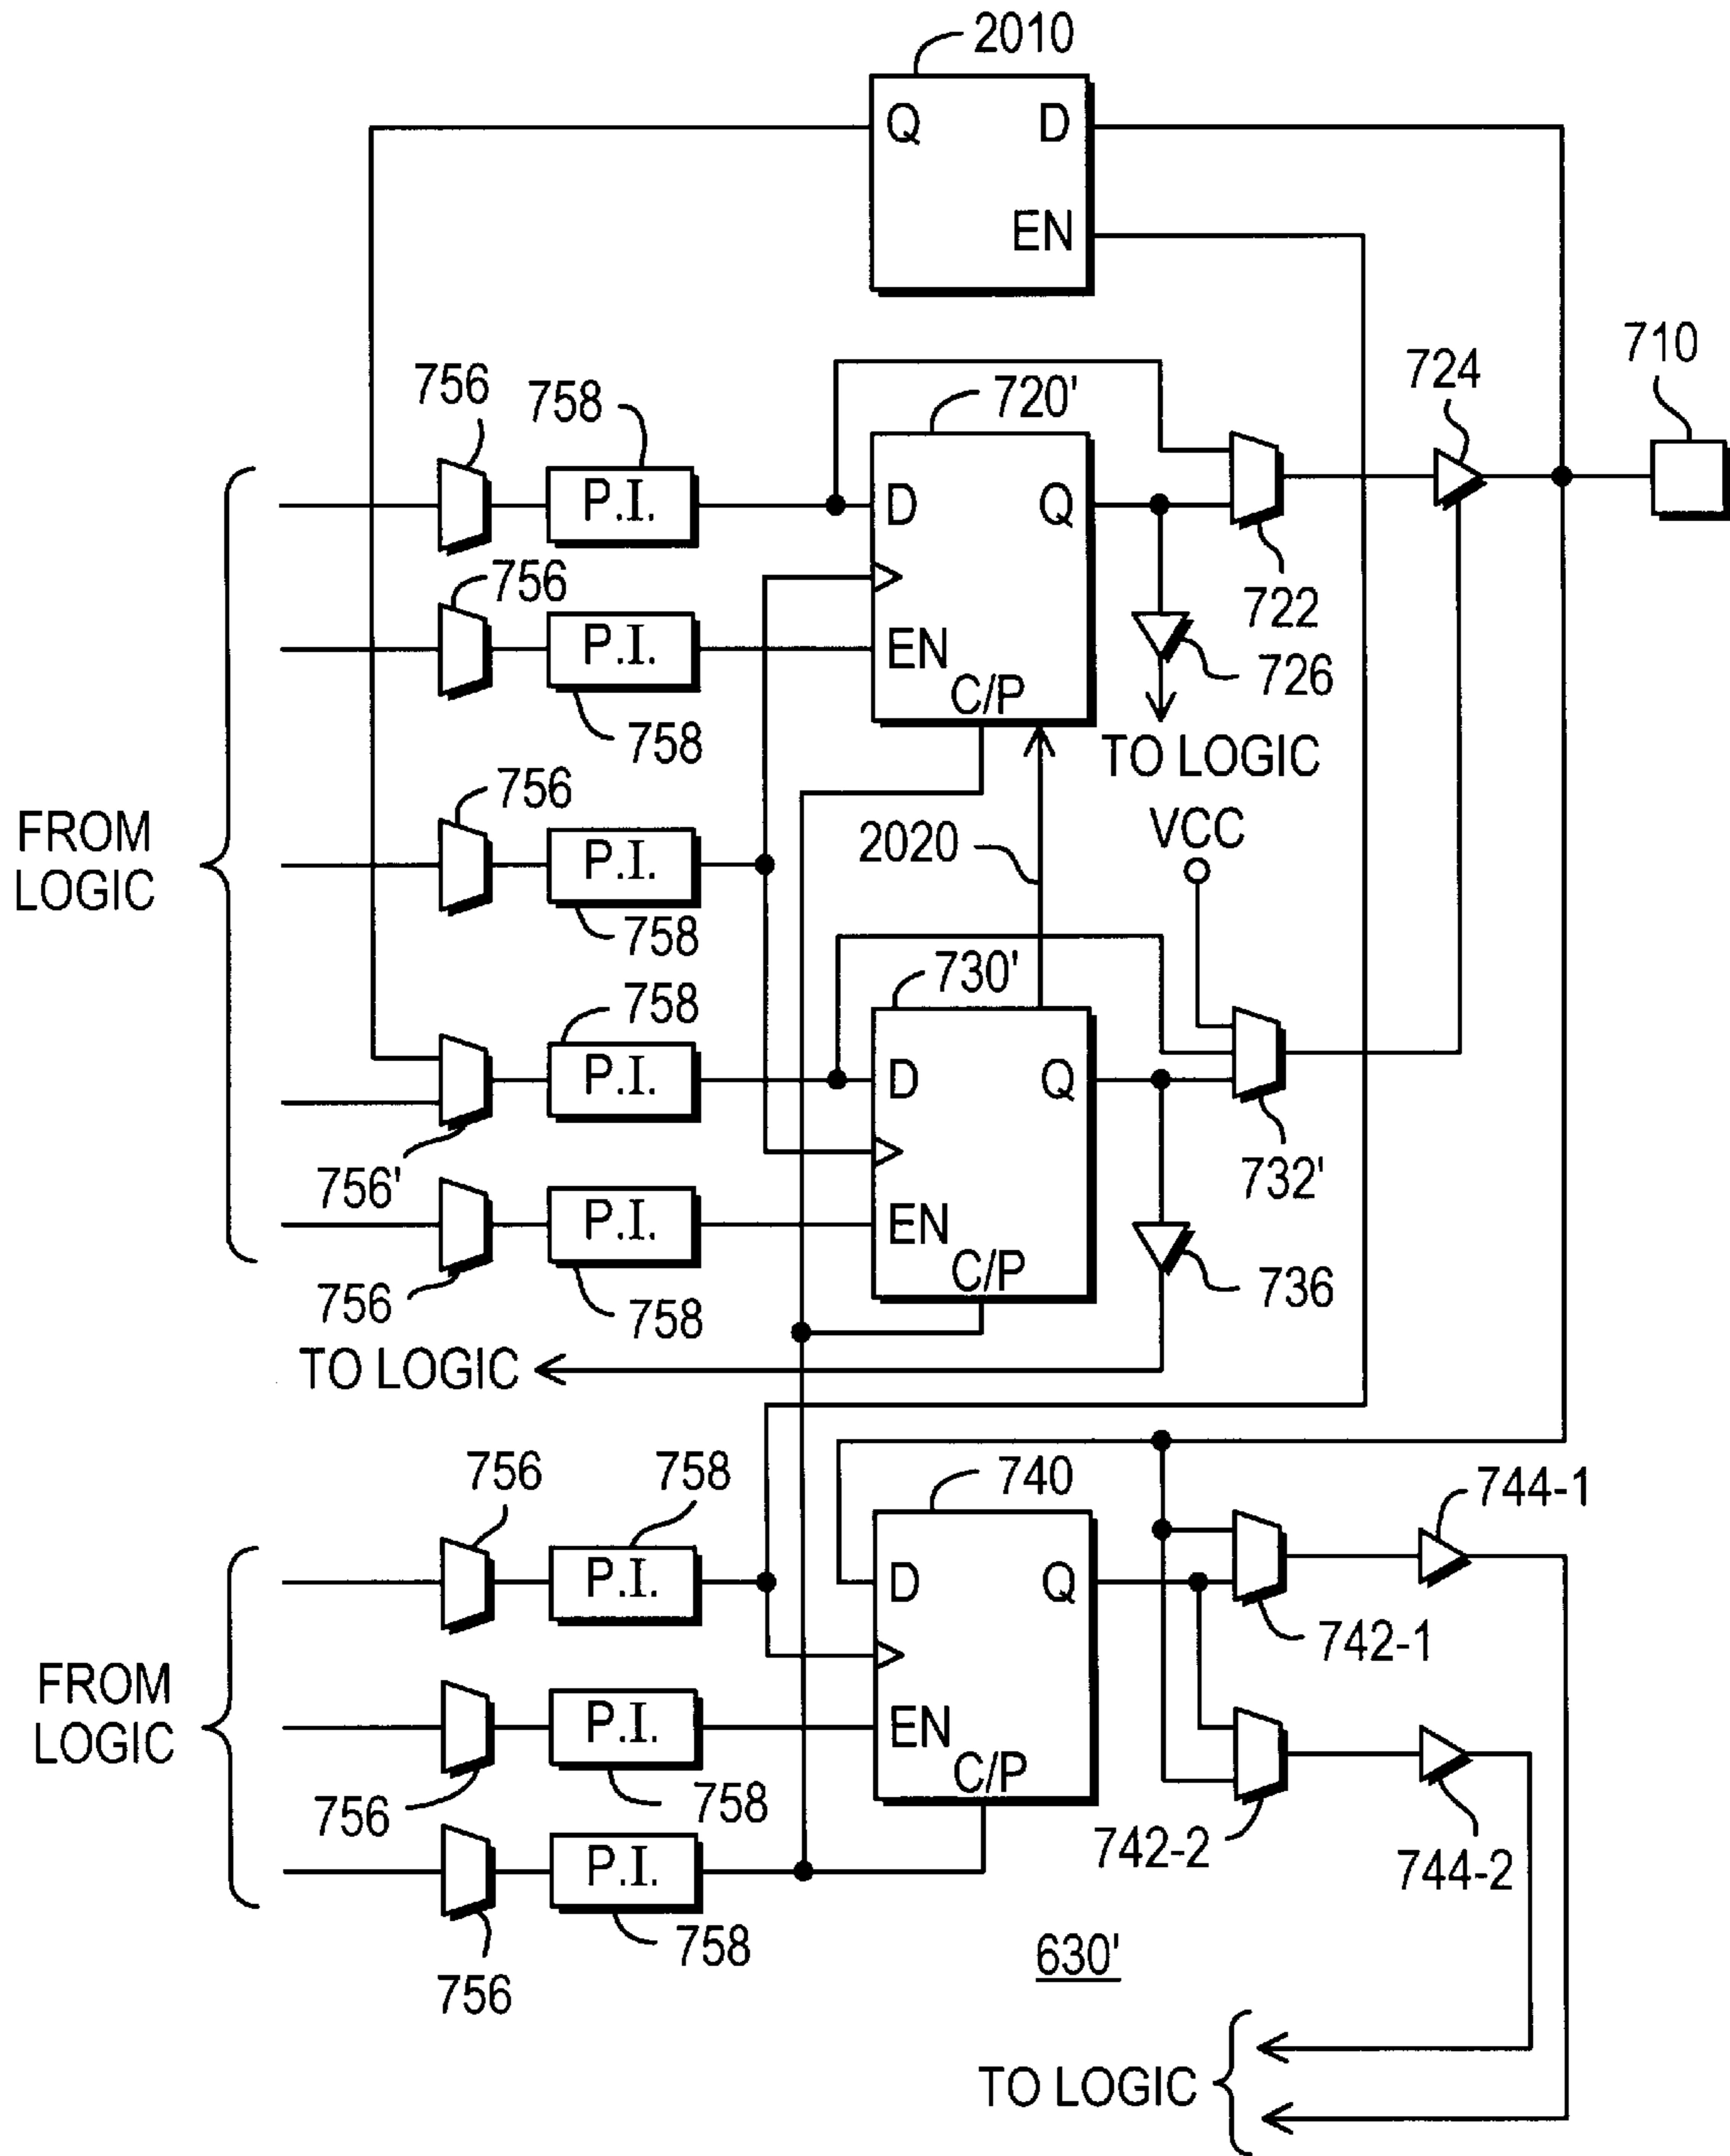 2010
Q D
EN
710
724
756 758 720'
P.I. D Q
756 722
P.I. EN 726
C/P
758 TO LOGIC
756 VCC
FROM
LOGIC
P.I. 2020
758
730'
758
P.I. D Q
756' 732'
P.I. EN 736
C/P
756 758
TO LOGIC
756 758 740 744-1
P.I. D Q
742-1
FROM
LOGIC
P.I. EN
C/P
756 758 742-2 744-2
P.I.
758
756
630'
TO LOGIC